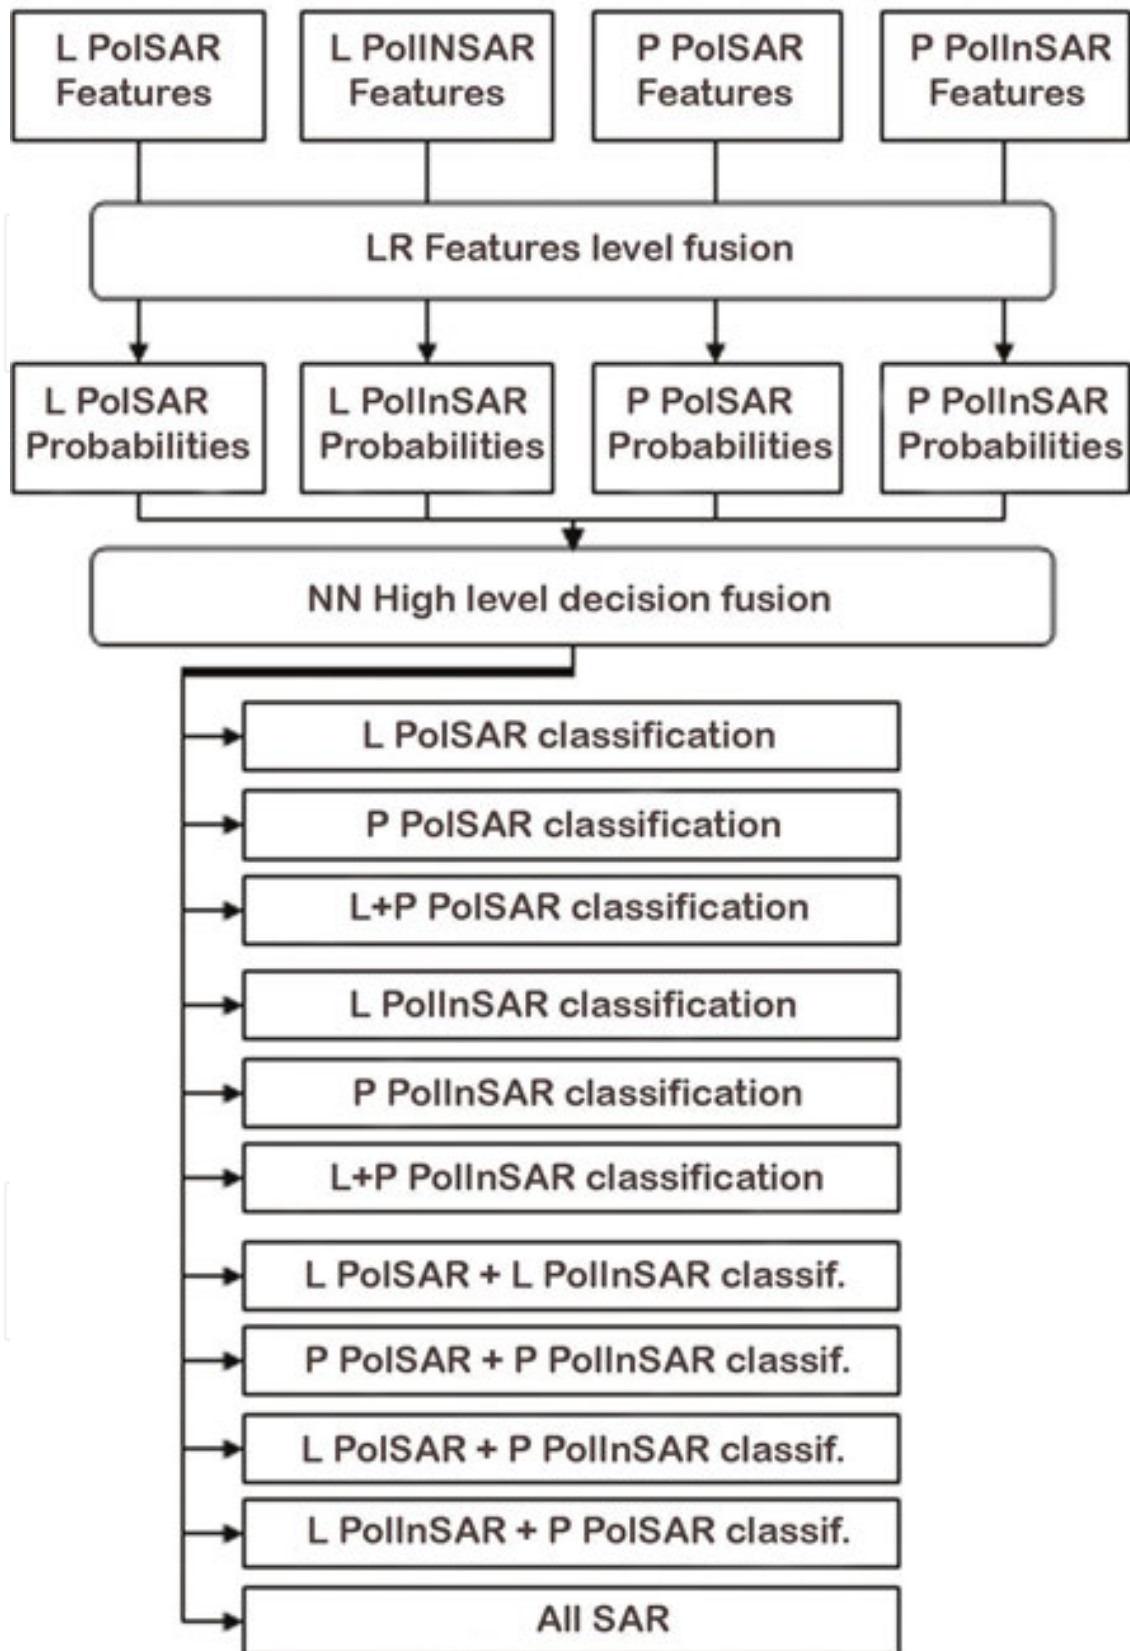 L PolSAR
Features
L PolIINSAR
Features
P PolSAR
Features
P PolInSAR
Features
LR Features level fusion
L PolSAR
Probabilities
L PolInSAR
Probabilities
P PolSAR
Probabilities
P PolInSAR
Probabilities
NN High level decision fusion
L PolSAR classification
P PolSAR classification
L+P PolSAR classification
L PolInSAR classification
P PolInSAR classification
L+P PolInSAR classification
L PolSAR + L PolInSAR classif.
P PolSAR + P PolInSAR classif.
L PolSAR + P PolInSAR classif.
L PolInSAR + P PolSAR classif.
All SAR